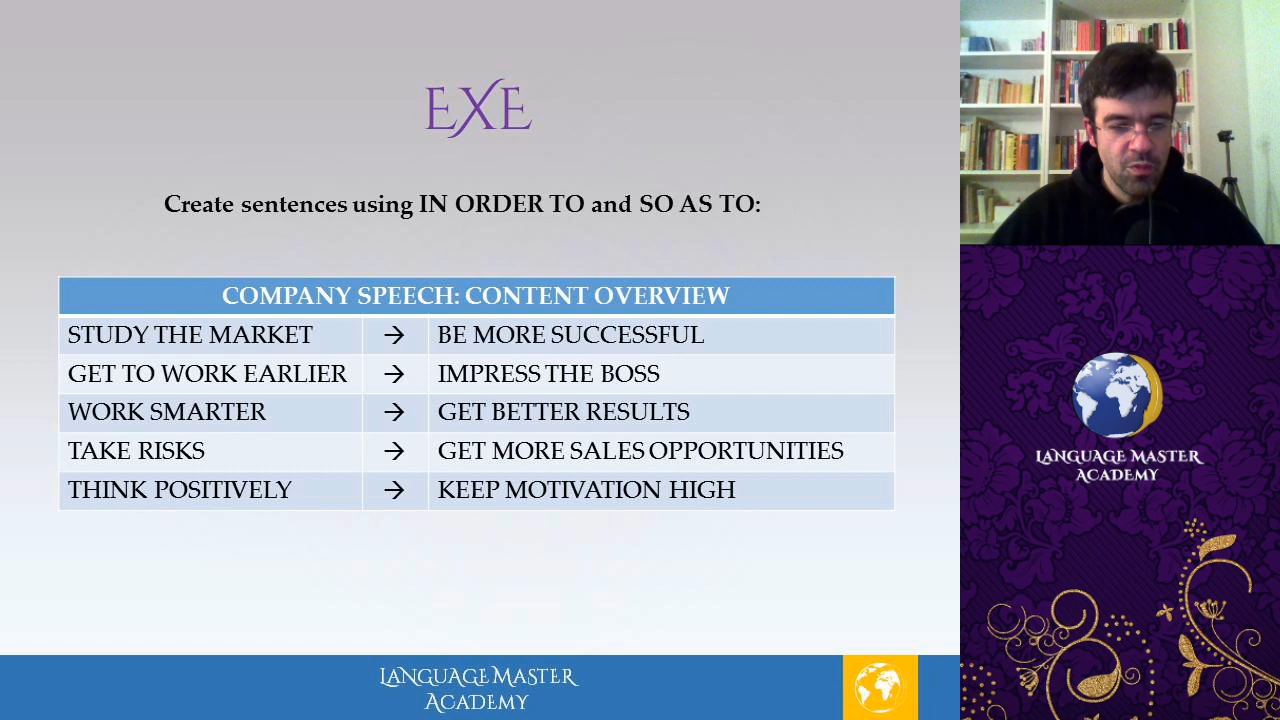 EXE
Create sentences using IN ORDER TO and SO AS TO:
COMPANY SPEECH: CONTENT OVERVIEW
STUDY THE MARKET → BE MORE SUCCESSFUL
GET TO WORK EARLIER → IMPRESS THE BOSS
WORK SMARTER → GET BETTER RESULTS
TAKE RISKS → GET MORE SALES OPPORTUNITIES
THINK POSITIVELY → KEEP MOTIVATION HIGH
LANGUAGE MASTER
ACADEMY
LANGUAGE MASTER
ACADEMY